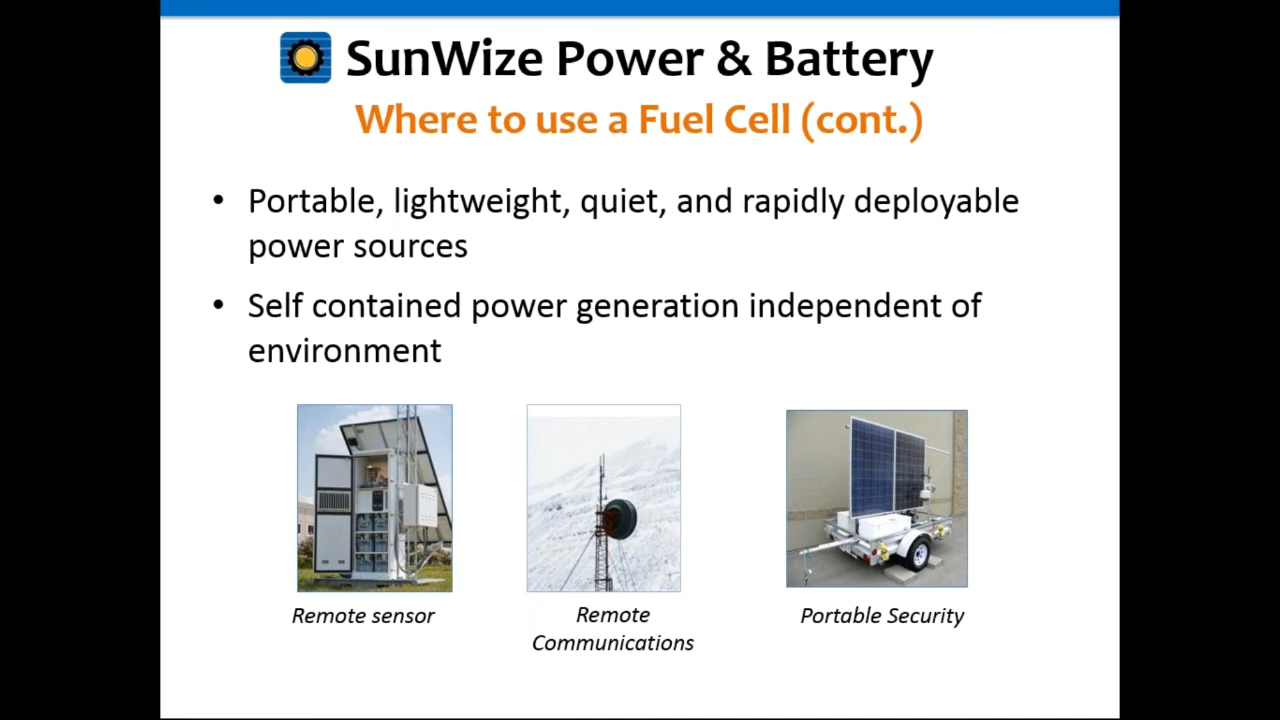 SunWize Power & Battery
Where to use a Fuel Cell (cont.)
• Portable, lightweight, quiet, and rapidly deployable
power sources
• Self contained power generation independent of
environment
Remote sensor
Remote
Communications
Portable Security